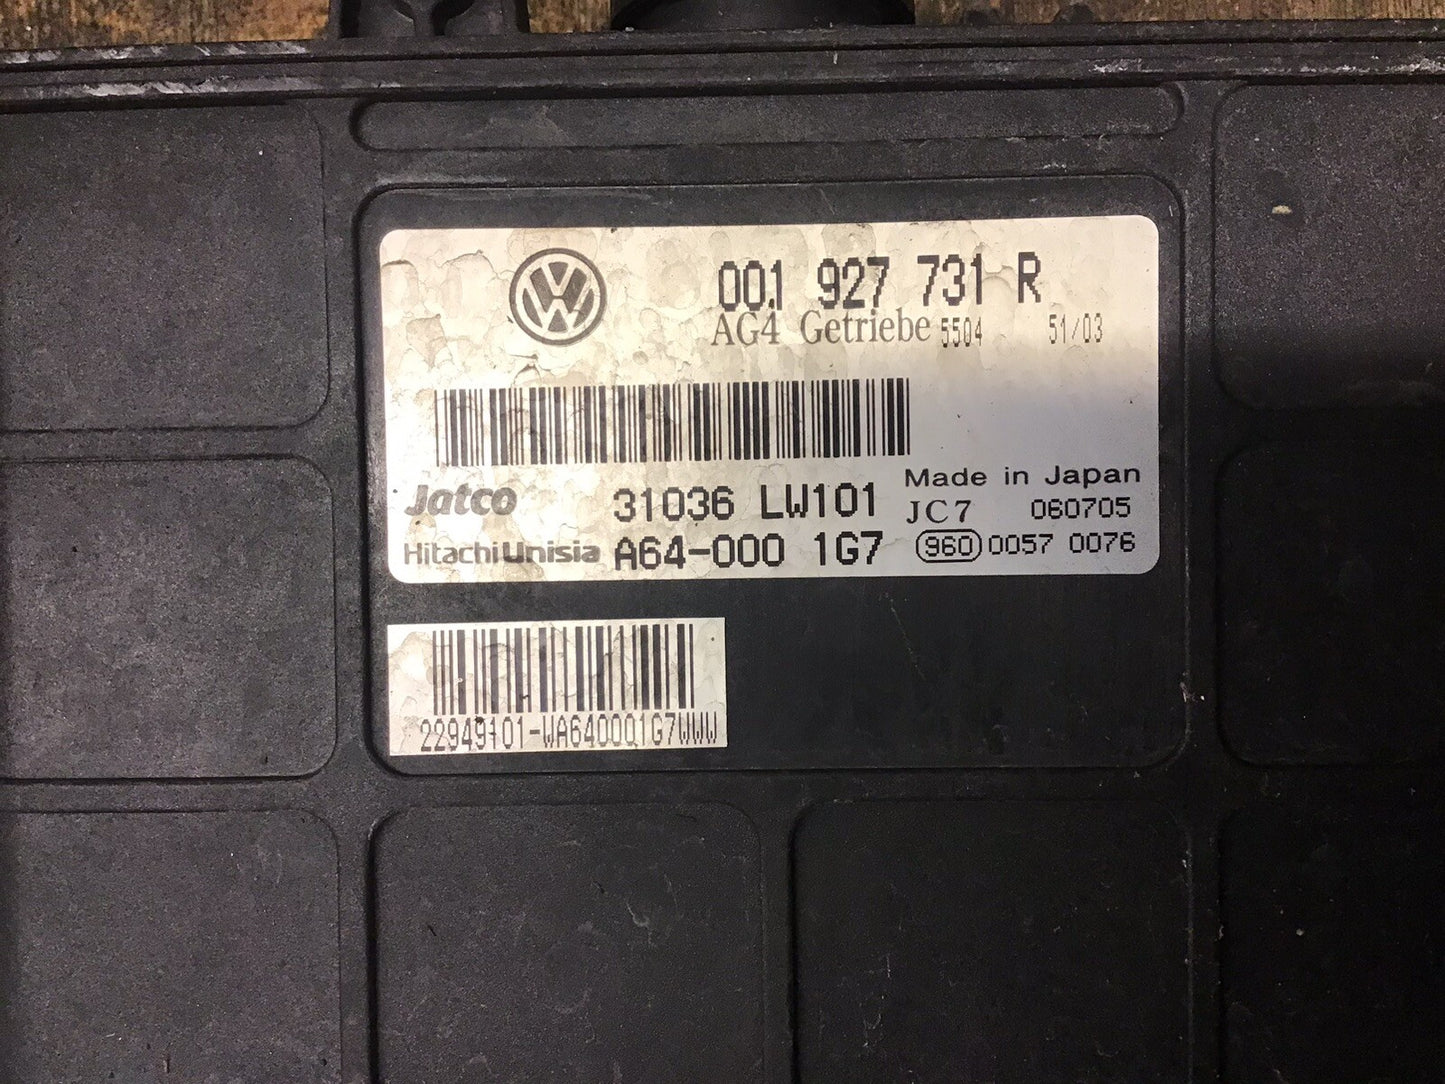 001 927 731 R
AG4 Getriebe 5504 51/03
Made in Japan
Jatco 31036 LW101 JC7 060705
HitachiUnisia A64-000 1G7 960 0057 0076
22949101-WA640001G7WWW